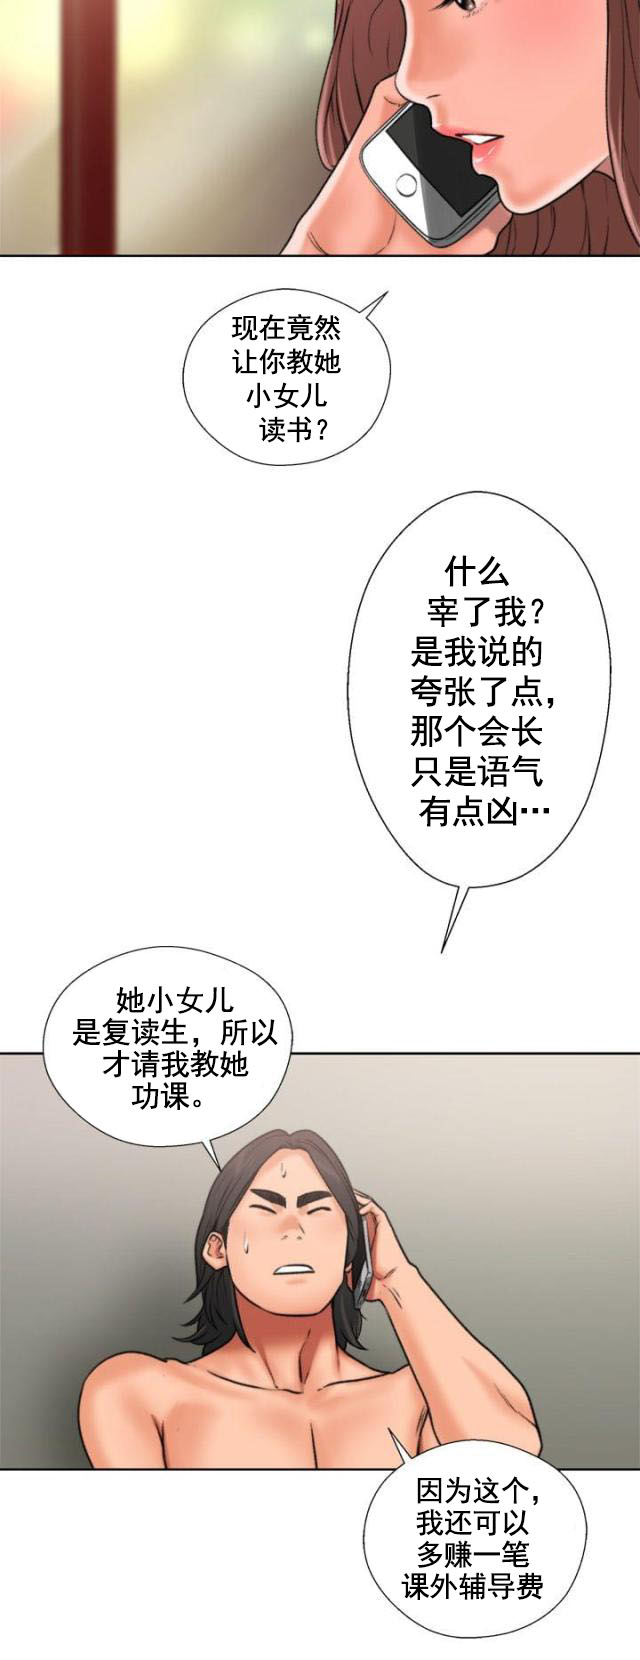 现在竟然
让你教她
小女儿
读书?
什么
宰了我?
是我说的
夸张了点,
那个会长
只是语气
有点凶…
她小女儿
是复读生，所以
才请我教她
功课。
因为这个,
我还可以
多赚一笔
课外辅导费